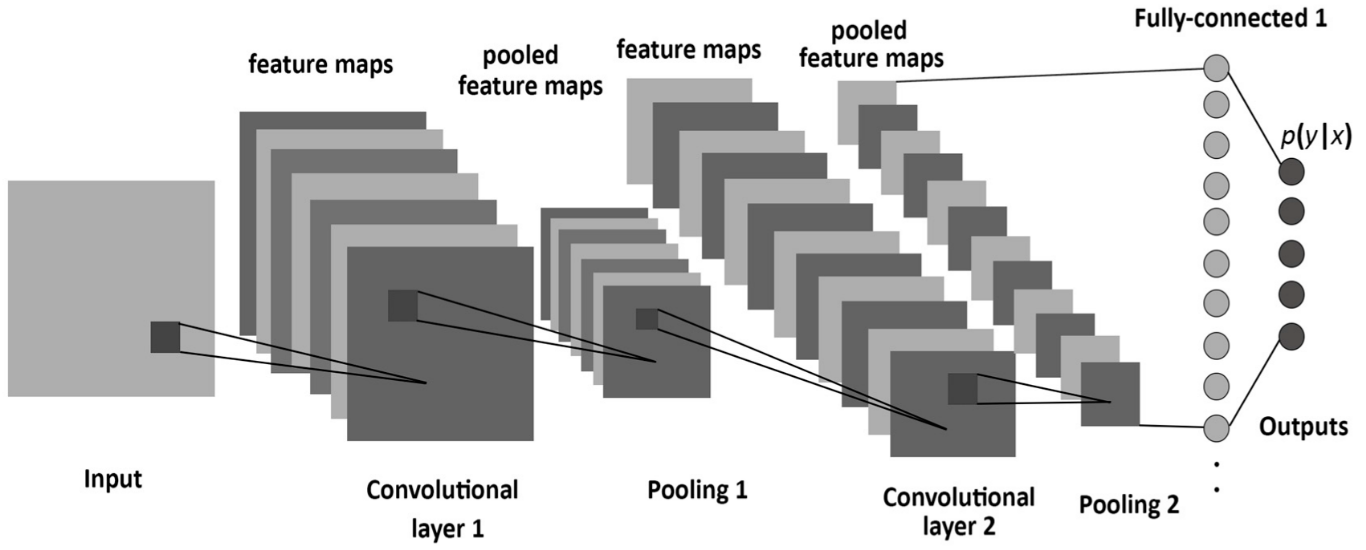 Fully-connected 1
feature maps
pooled
feature maps
feature maps
pooled
feature maps
p(y|x)
Outputs
Input
Convolutional
layer 1
Pooling 1
Convolutional
layer 2
Pooling 2